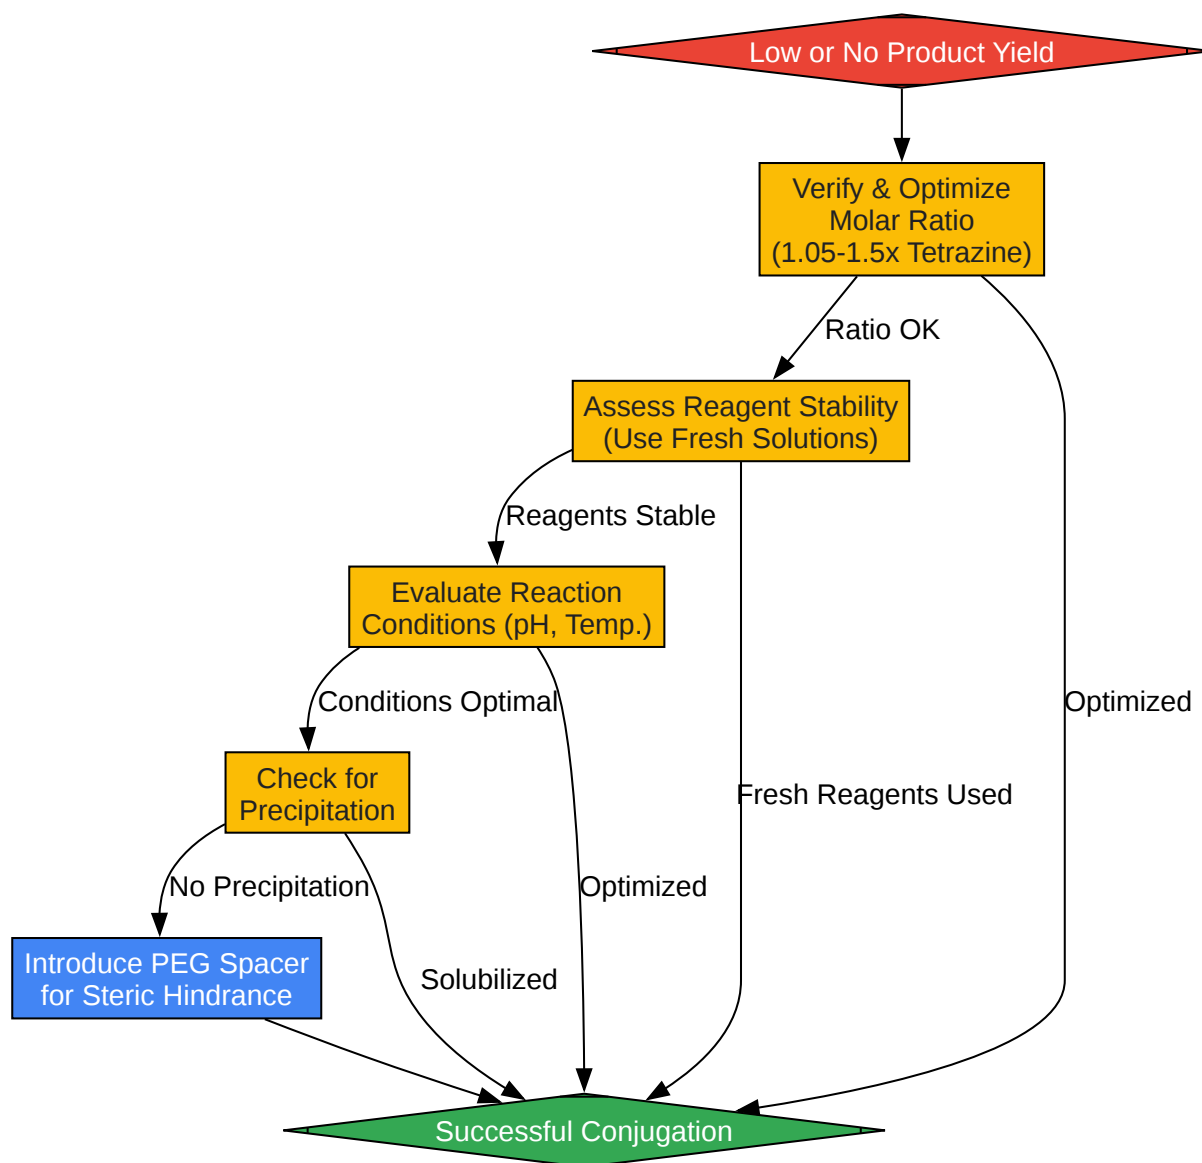 Low or No Product Yield
Verify & Optimize
Molar Ratio
(1.05-1.5x Tetrazine)
Ratio OK
Assess Reagent Stability
(Use Fresh Solutions)
Reagents Stable
Evaluate Reaction
Conditions (pH, Temp.)
Conditions Optimal
Optimized
Check for
Precipitation
Fresh Reagents Used
No Precipitation
Optimized
Introduce PEG Spacer
for Steric Hindrance
Solubilized
Successful Conjugation